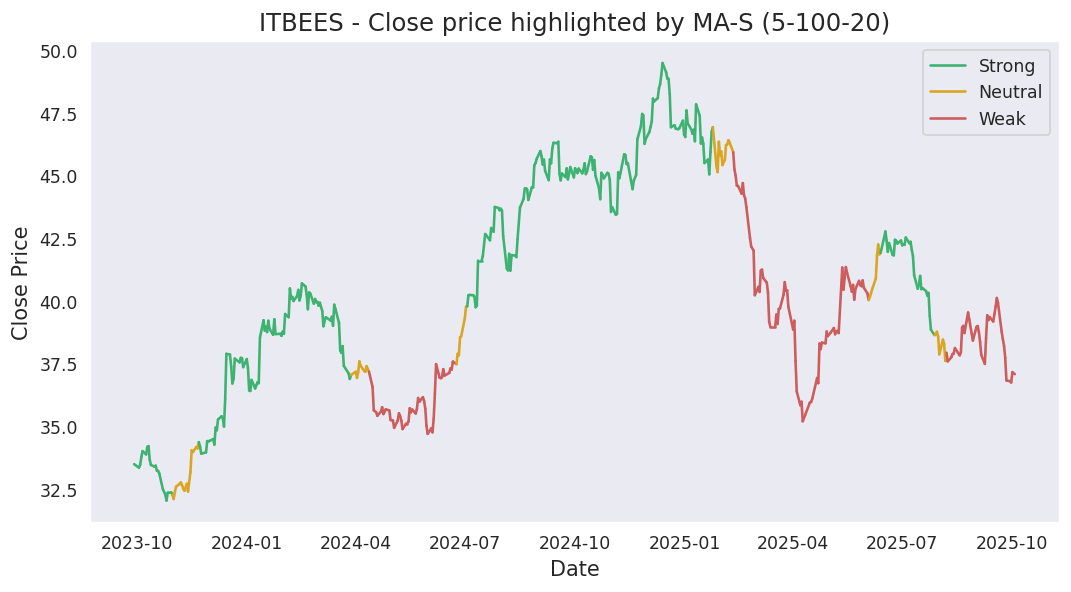 ITBEES - Close price highlighted by MA-S (5-100-20)
Strong
Neutral
Weak
Close Price
50.0
47.5
45.0
42.5
40.0
37.5
35.0
32.5
2023-10
2024-01
2024-04
2024-07
2024-10
2025-01
2025-04
2025-07
2025-10
Date